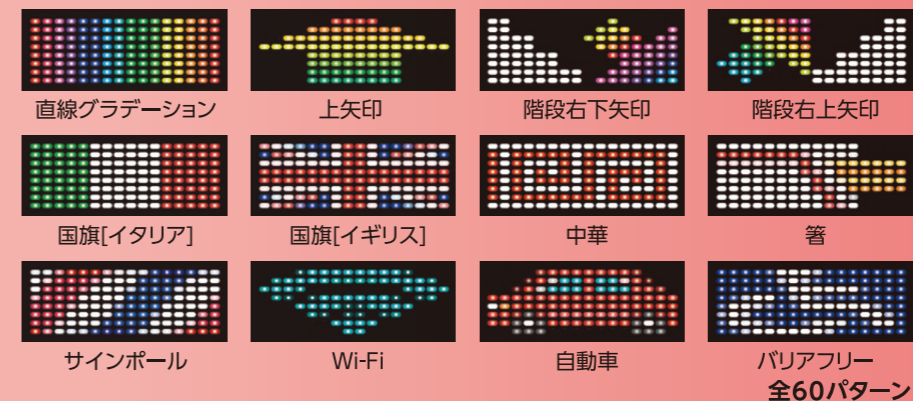 直線グラデーション
上矢印
階段右下矢印
階段右上矢印
国旗[イタリア]
国旗[イギリス]
中華
箸
サインポール
Wi-Fi
自動車
バリアフリー
全60パターン